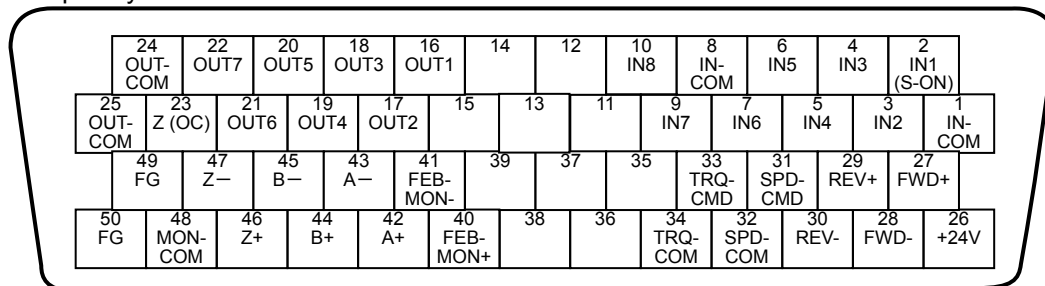 24 22 20 18 16 14 12 10 8 6 4 2
OUT- OUT7 OUT5 OUT3 OUT1 IN8 IN- IN5 IN3 IN1
COM COM (S-ON)
25 23 21 19 17 15 13 11 9 7 5 3 1
OUT- Z (OC) OUT6 OUT4 OUT2 IN7 IN6 IN4 IN2 IN-
COM COM
49 47 45 43 41 39 37 35 33 31 29 27
FG Z− B− A− FEB- TRQ- SPD- REV+ FWD+
MON- CMD CMD
50 48 46 44 42 40 38 36 34 32 30 28 26
FG MON- Z+ B+ A+ FEB- TRQ- SPD- REV- FWD- +24V
COM MON+ COM COM